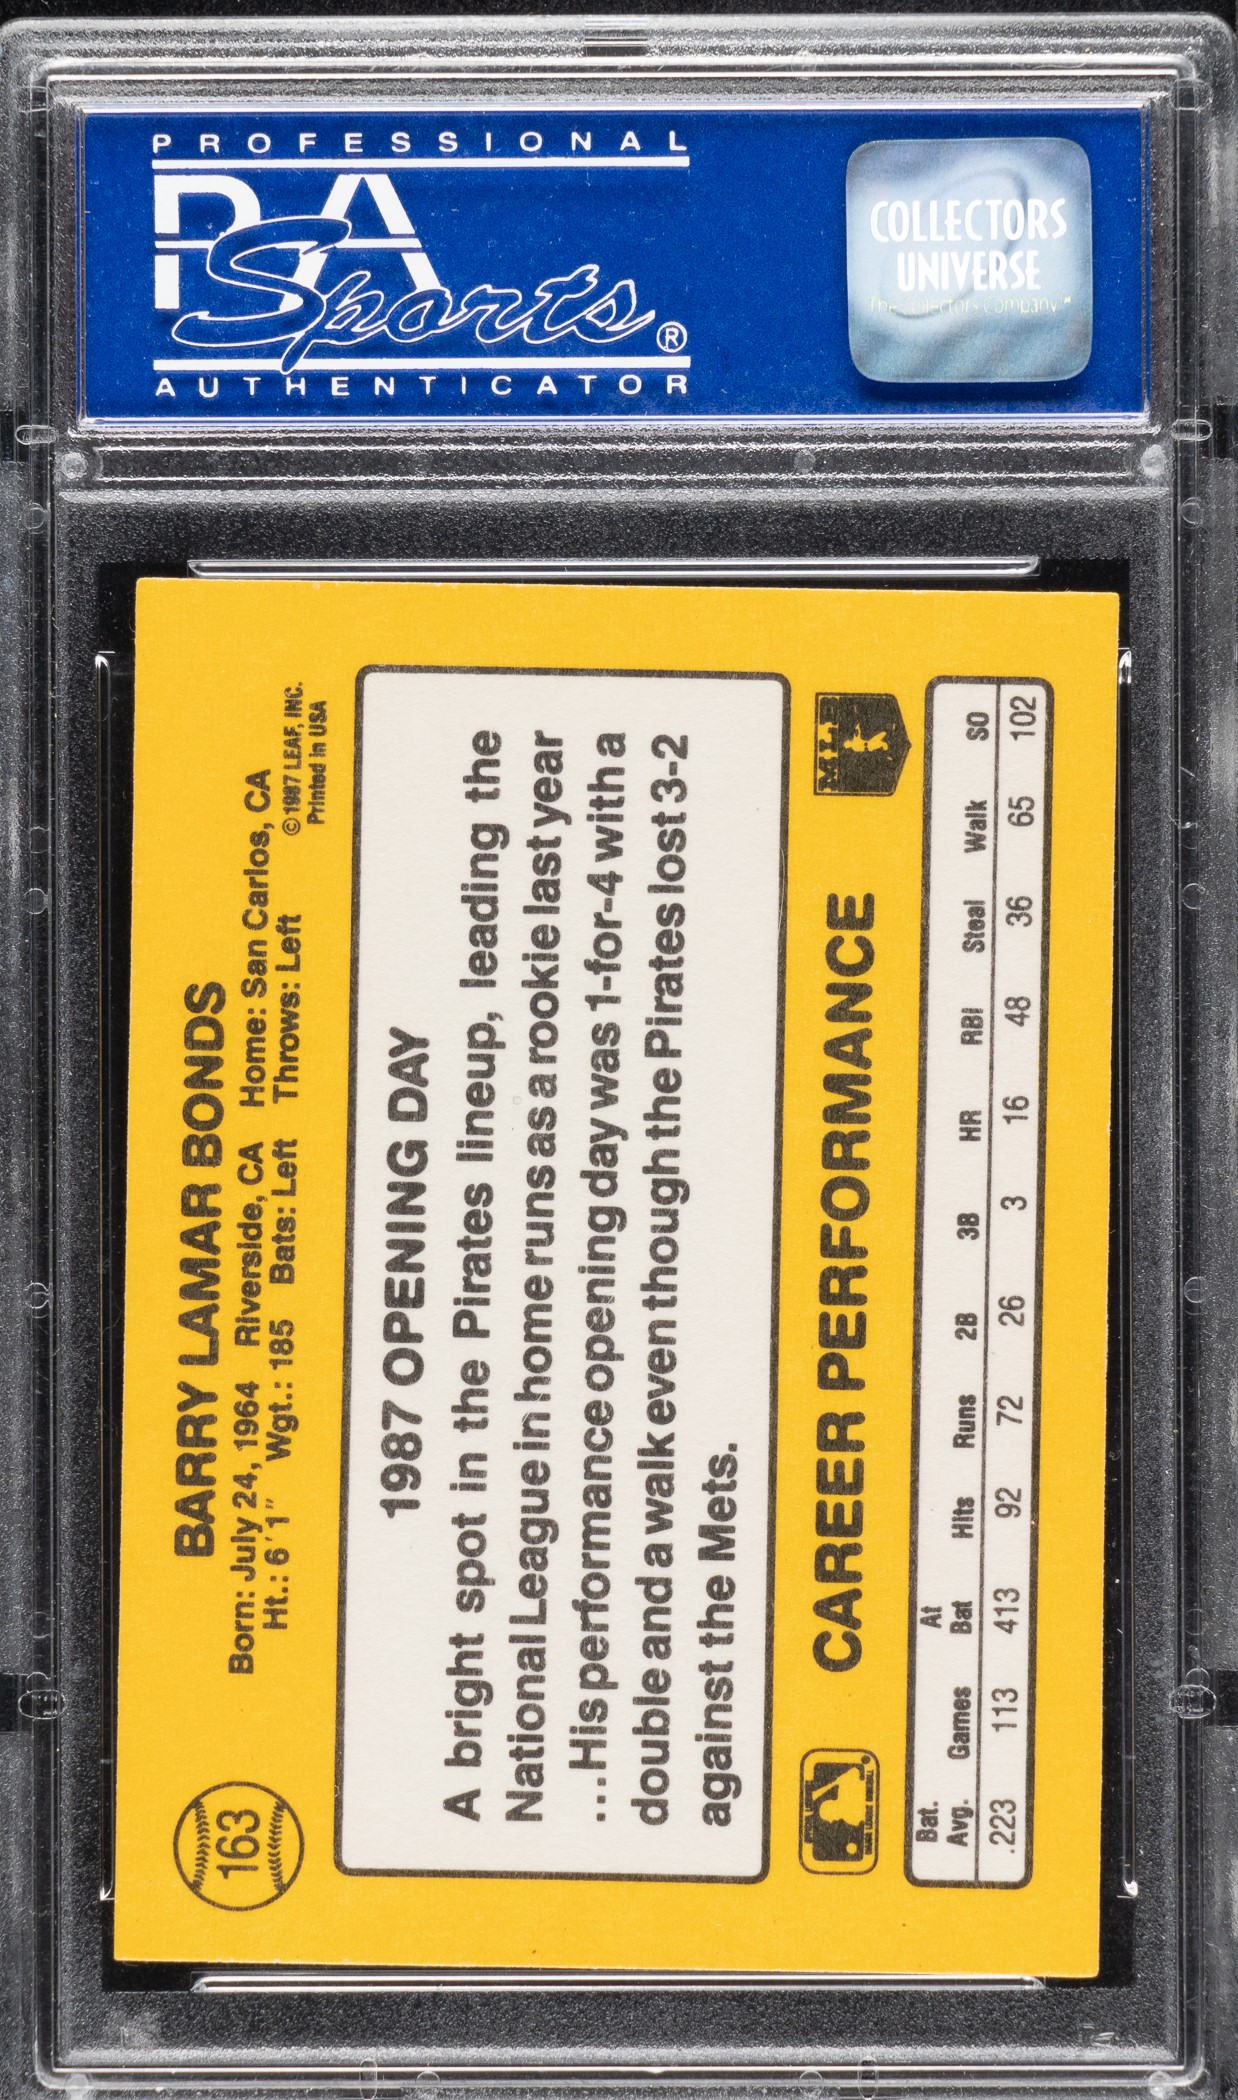 PROFESSIONAL
PSA
Sports®
AUTHENTICATOR
COLLECTORS
UNIVERSE
The Collectors Company™
163
BARRY LAMAR BONDS
Born: July 24, 1964 Riverside, CA Home: San Carlos, CA
Ht.: 6'1" Wgt.: 185 Bats: Left Throws: Left
©1987 LEAF, INC.
Printed in USA
1987 OPENING DAY
A bright spot in the Pirates lineup, leading the
National League in home runs as a rookie last year
...His performance opening day was 1-for-4 with a
double and a walk even though the Pirates lost 3-2
against the Mets.
CAREER PERFORMANCE
MLB
Bat. Avg. Games At Bat Hits Runs 2B 3B HR RBI Steal Walk SO
.223 113 413 92 72 26 3 16 48 36 65 102